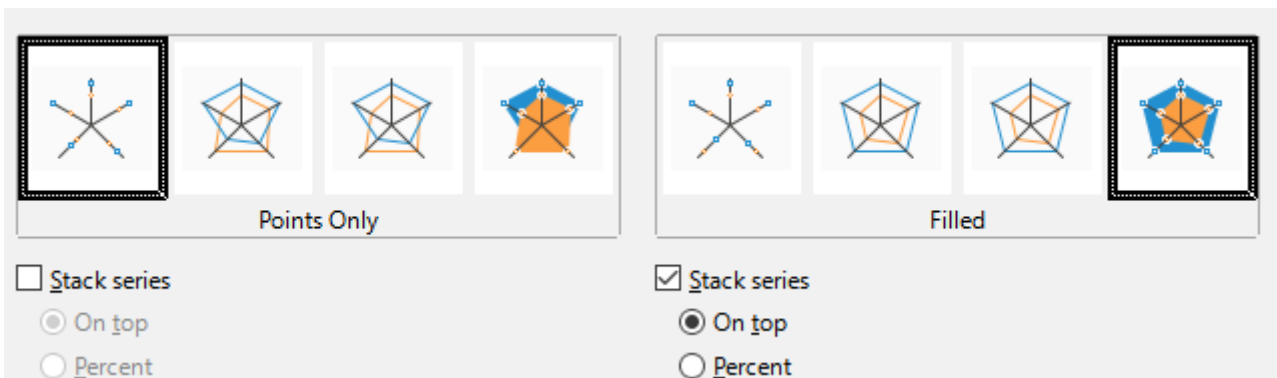 Points Only
Stack series
On top
Percent
Filled
Stack series
On top
Percent